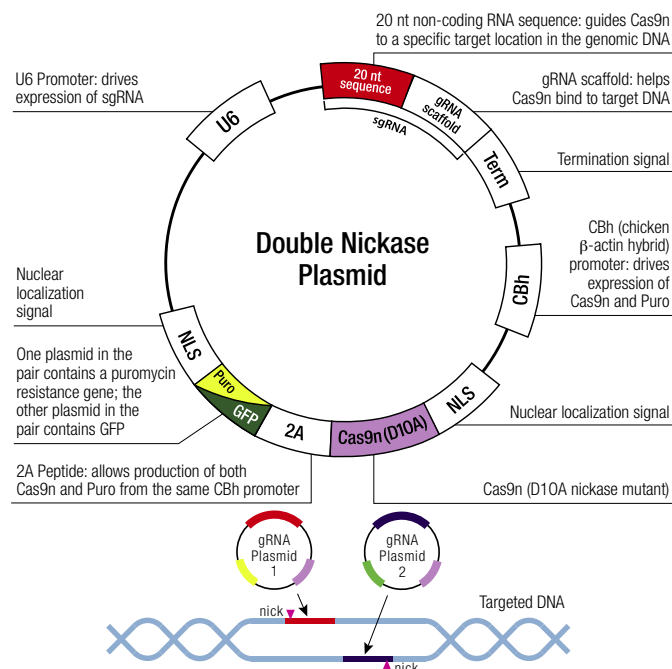 20 nt non-coding RNA sequence: guides Cas9n
to a specific target location in the genomic DNA
U6 Promoter: drives
expression of sgRNA
gRNA scaffold: helps
Cas9n bind to target DNA
20 nt
sequence
gRNA
scaffold
sgRNA
U6
Term
Termination signal
Double Nickase
Plasmid
CBh (chicken
β-actin hybrid)
promoter: drives
expression of
Cas9n and Puro
CBh
Nuclear
localization
signal
NLS
One plasmid in the
pair contains a puromycin
resistance gene; the
other plasmid in the
pair contains GFP
Puro
GFP
2A
Cas9n (D10A)
NLS
Nuclear localization signal
2A Peptide: allows production of both
Cas9n and Puro from the same CBh promoter
Cas9n (D10A nickase mutant)
gRNA
Plasmid
1
gRNA
Plasmid
2
nick
Targeted DNA
nick